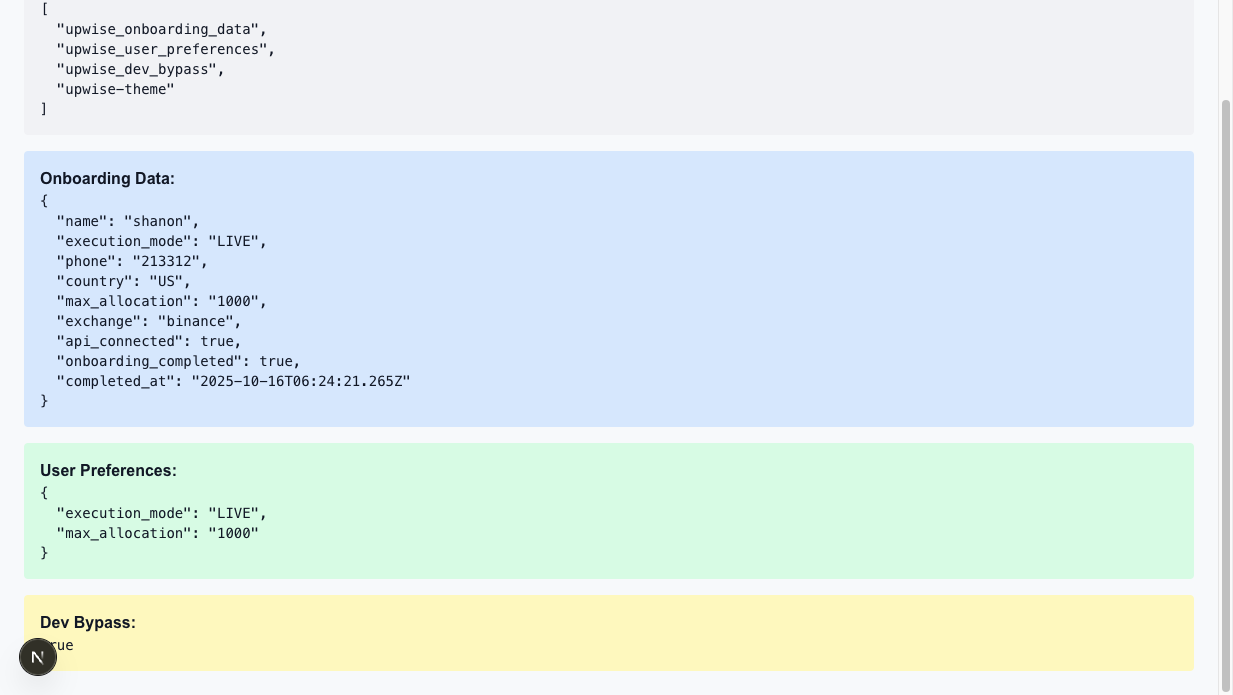 [
  "upwise_onboarding_data",
  "upwise_user_preferences",
  "upwise_dev_bypass",
  "upwise-theme"
]
Onboarding Data:
{
  "name": "shanon",
  "execution_mode": "LIVE",
  "phone": "213312",
  "country": "US",
  "max_allocation": "1000",
  "exchange": "binance",
  "api_connected": true,
  "onboarding_completed": true,
  "completed_at": "2025-10-16T06:24:21.265Z"
}
User Preferences:
{
  "execution_mode": "LIVE",
  "max_allocation": "1000"
}
Dev Bypass:
rue
N